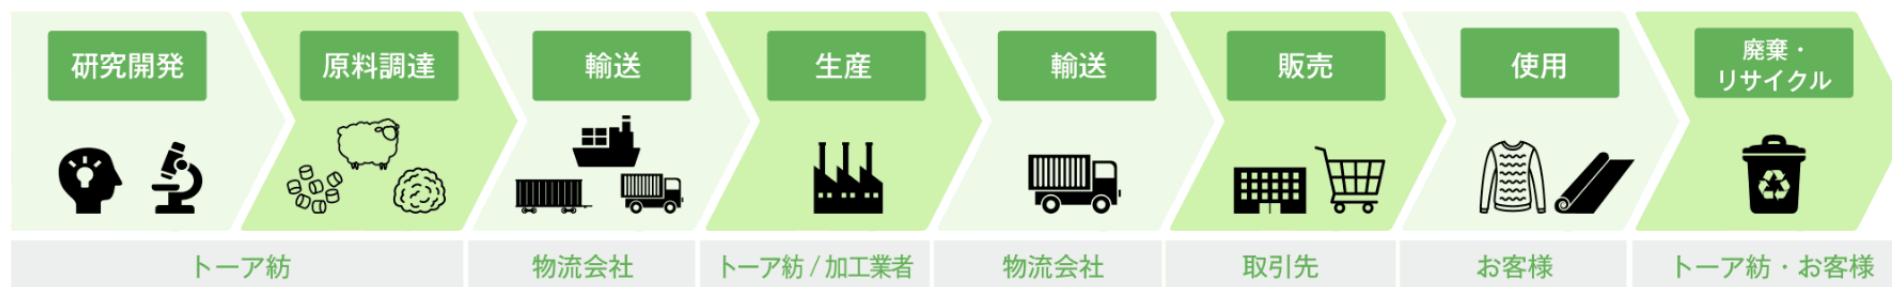 研究開発
原料調達
輸送
生産
輸送
販売
使用
廃棄・
リサイクル
トーア紡
物流会社
トーア紡 / 加工業者
物流会社
取引先
お客様
トーア紡・お客様